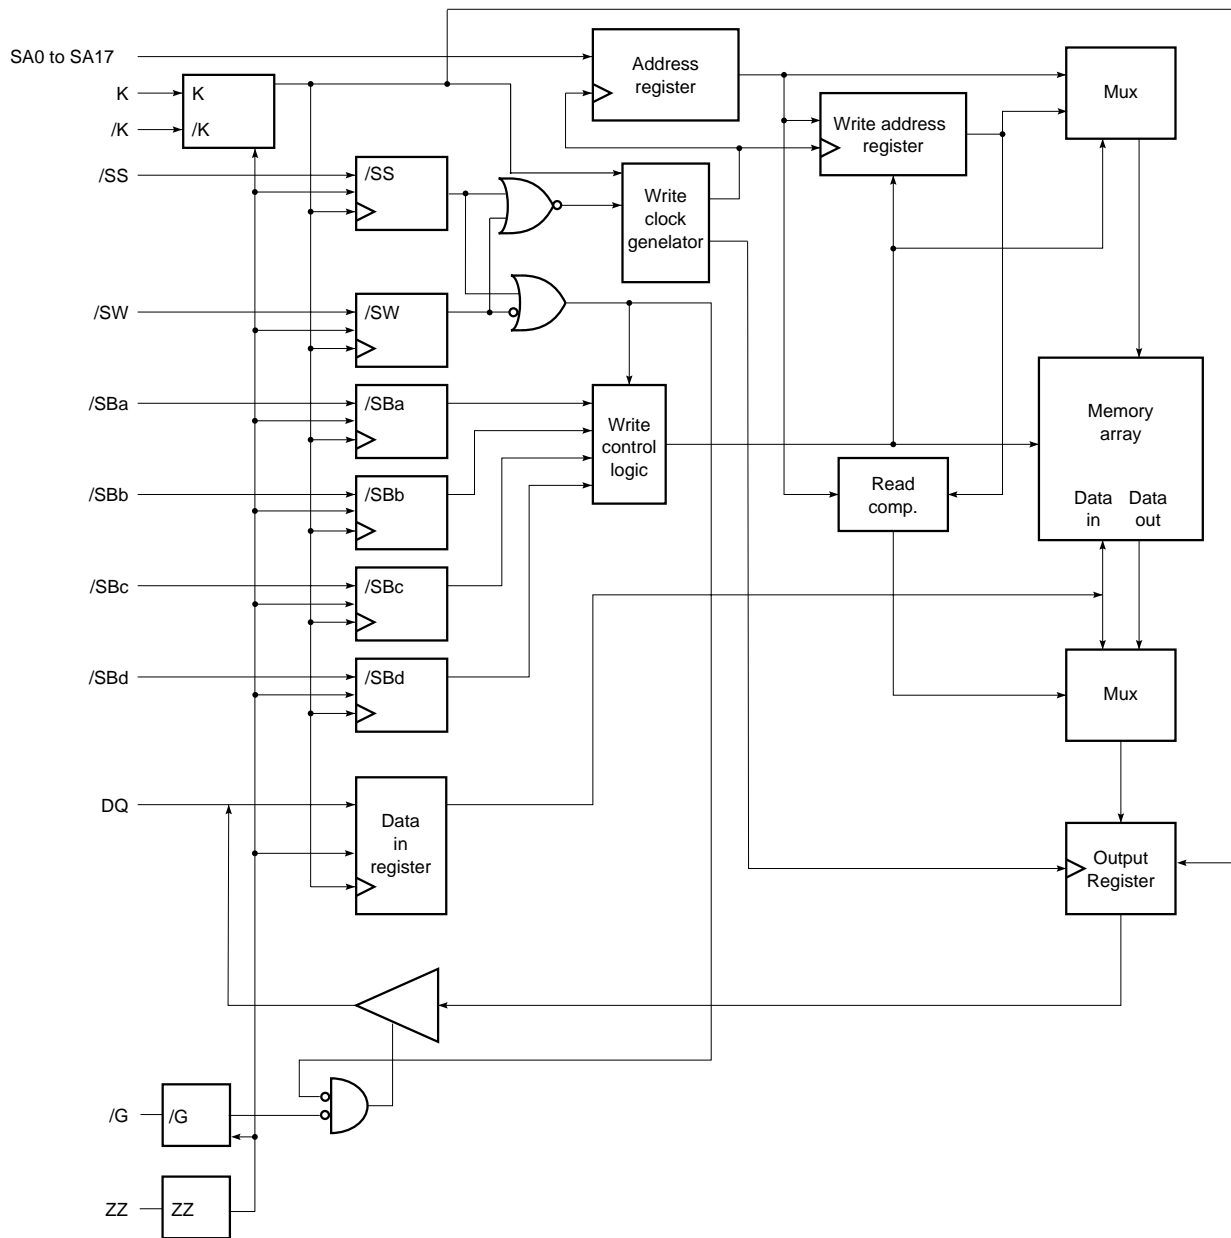 SA0 to SA17
Address
register
Mux
K
K
/K
/K
Write address
register
/SS
/SS
Write
clock
genelator
/SW
/SW
/SBa
/SBa
Write
control
logic
Memory
array
/SBb
/SBb
Read
comp.
Data
in
Data
out
/SBc
/SBc
/SBd
/SBd
Mux
DQ
Data
in
register
Output
Register
/G
/G
ZZ
ZZ